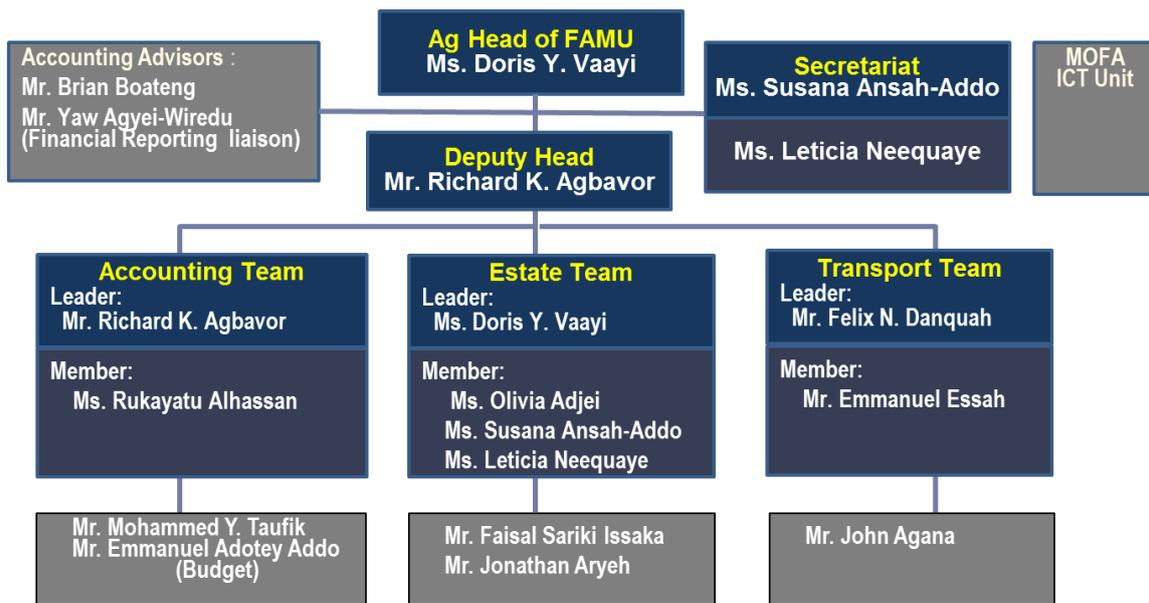 Ag Head of FAMU
Ms. Doris Y. Vaayi
Accounting Advisors :
Mr. Brian Boateng
Mr. Yaw Agyei-Wiredu
(Financial Reporting liaison)
Secretariat
Ms. Susana Ansah-Addo
Ms. Leticia Neequaye
MOFA
ICT Unit
Deputy Head
Mr. Richard K. Agbavor
Accounting Team
Leader:
Mr. Richard K. Agbavor
Member:
Ms. Rukayatu Alhassan
Mr. Mohammed Y. Taufik
Mr. Emmanuel Adotey Addo
(Budget)
Estate Team
Leader:
Ms. Doris Y. Vaayi
Member:
Ms. Olivia Adjei
Ms. Susana Ansah-Addo
Ms. Leticia Neequaye
Mr. Faisal Sariki Issaka
Mr. Jonathan Aryeh
Transport Team
Leader:
Mr. Felix N. Danquah
Member:
Mr. Emmanuel Essah
Mr. John Agana